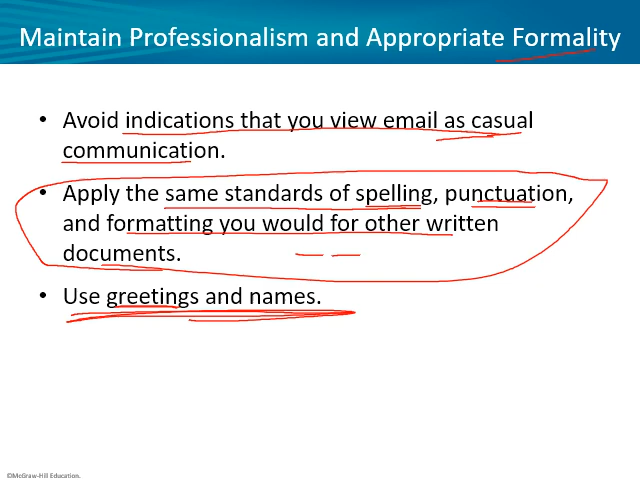 Maintain Professionalism and Appropriate Formality
• Avoid indications that you view email as casual
communication.
• Apply the same standards of spelling, punctuation,
and formatting you would for other written
documents.
• Use greetings and names.
©McGraw-Hill Education.